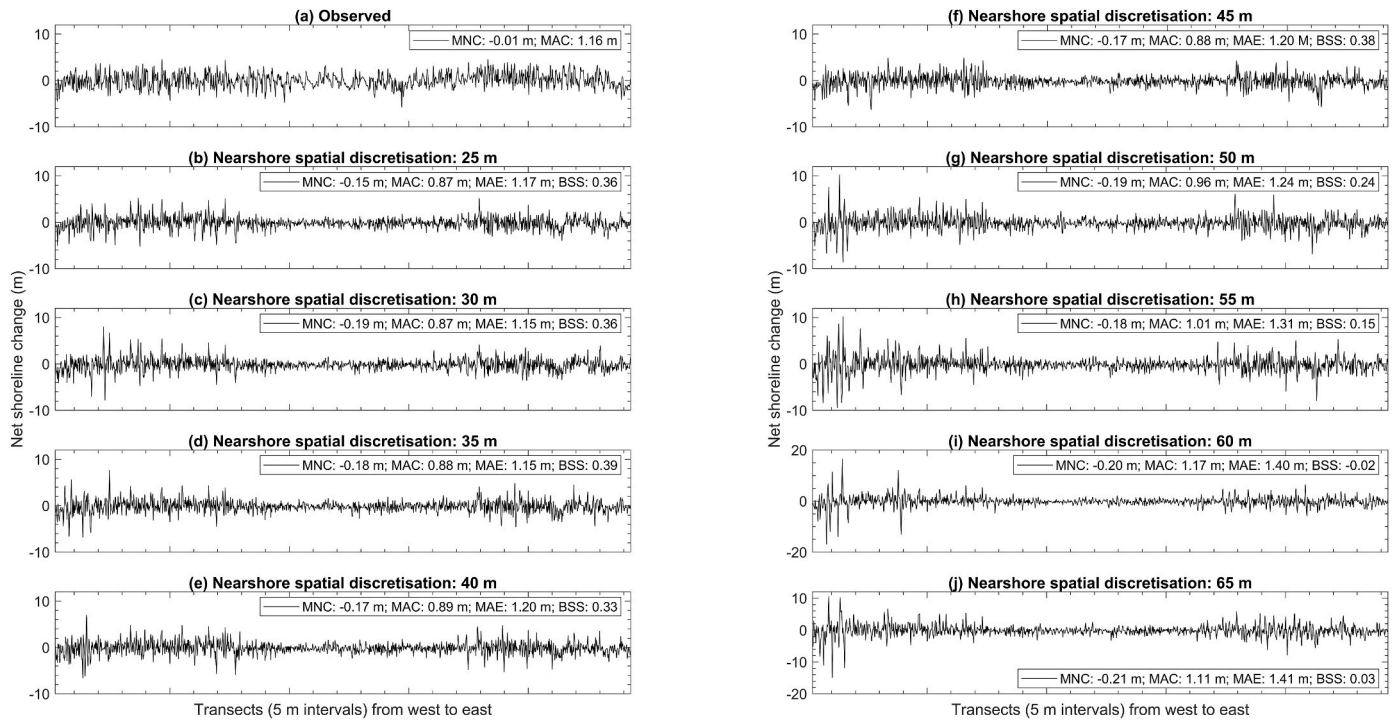 (a) Observed
MNC: -0.01 m; MAC: 1.16 m
10
0
-10
(b) Nearshore spatial discretisation: 25 m
MNC: -0.15 m; MAC: 0.87 m; MAE: 1.17 m; BSS: 0.36
10
0
-10
(c) Nearshore spatial discretisation: 30 m
MNC: -0.19 m; MAC: 0.87 m; MAE: 1.15 m; BSS: 0.36
10
0
-10
(d) Nearshore spatial discretisation: 35 m
MNC: -0.18 m; MAC: 0.88 m; MAE: 1.15 m; BSS: 0.39
10
0
-10
(e) Nearshore spatial discretisation: 40 m
MNC: -0.17 m; MAC: 0.89 m; MAE: 1.20 m; BSS: 0.33
10
0
-10
Net shoreline change (m)
Transects (5 m intervals) from west to east
(f) Nearshore spatial discretisation: 45 m
MNC: -0.17 m; MAC: 0.88 m; MAE: 1.20 M; BSS: 0.38
10
0
-10
(g) Nearshore spatial discretisation: 50 m
MNC: -0.19 m; MAC: 0.96 m; MAE: 1.24 m; BSS: 0.24
10
0
-10
(h) Nearshore spatial discretisation: 55 m
MNC: -0.18 m; MAC: 1.01 m; MAE: 1.31 m; BSS: 0.15
10
0
-10
(i) Nearshore spatial discretisation: 60 m
MNC: -0.20 m; MAC: 1.17 m; MAE: 1.40 m; BSS: -0.02
20
0
-20
(j) Nearshore spatial discretisation: 65 m
10
0
-10
-20
MNC: -0.21 m; MAC: 1.11 m; MAE: 1.41 m; BSS: 0.03
Net shoreline change (m)
Transects (5 m intervals) from west to east